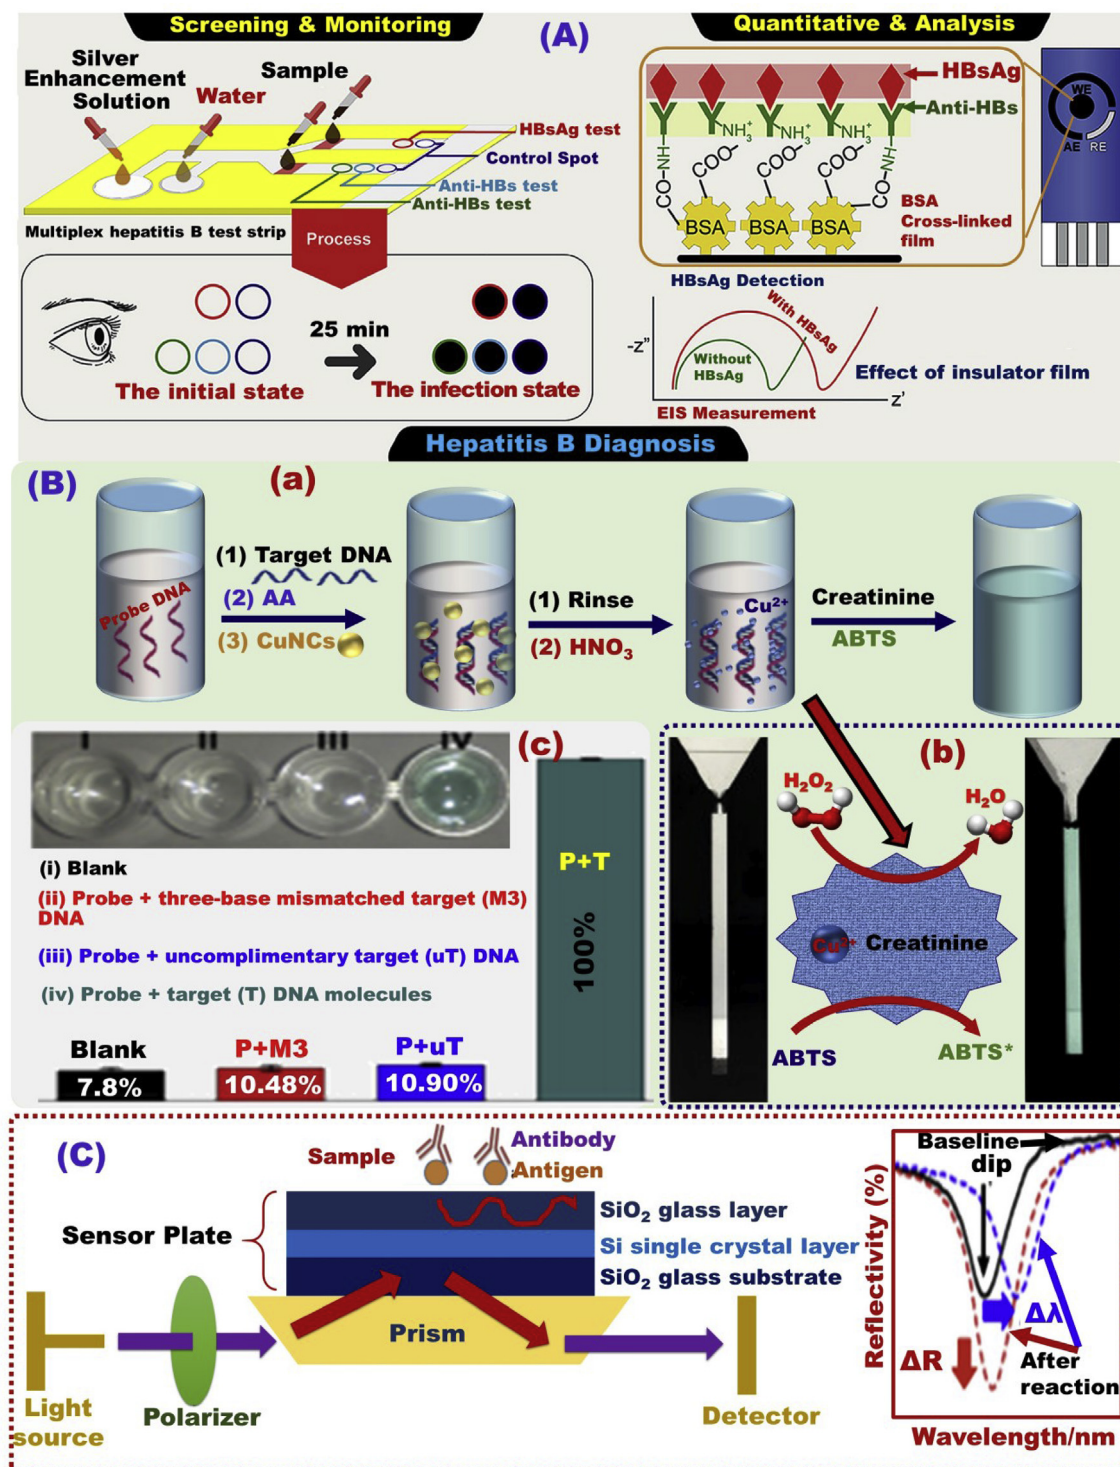 Screening & Monitoring
(A)
Quantitative & Analysis
Silver
Enhancement
Solution
Water
Sample
HBsAg test
Control Spot
Anti-HBs test
Anti-HBs test
Multiplex hepatitis B test strip
Process
The initial state
25 min
The infection state
HBsAg
Anti-HBs
NH3+
NH3+
NH3+
-NH-
-NH-
CO
COO-
COO-
COO-
CO
BSA
BSA
BSA
BSA
Cross-linked
film
WE
AE
RE
HBsAg Detection
With HBsAg
Without
HBsAg
-Z"
Z'
EIS Measurement
Effect of insulator film
Hepatitis B Diagnosis
(B)
(a)
Probe DNA
(1) Target DNA
(2) AA
(3) CuNCs
(1) Rinse
(2) HNO3
Cu2+
Creatinine
ABTS
i
ii
iii
iv
(c)
(i) Blank
(ii) Probe + three-base mismatched target (M3)
DNA
(iii) Probe + uncomplimentary target (uT) DNA
(iv) Probe + target (T) DNA molecules
Blank
7.8%
P+M3
10.48%
P+uT
10.90%
P+T
100%
(b)
H2O2
H2O
Cu2+ Creatinine
ABTS
ABTS*
(C)
Sample
Antibody
Antigen
Sensor Plate
SiO2 glass layer
Si single crystal layer
SiO2 glass substrate
Prism
Light
source
Polarizer
Detector
Reflectivity (%)
Baseline
dip
Δλ
ΔR
After
reaction
Wavelength/nm